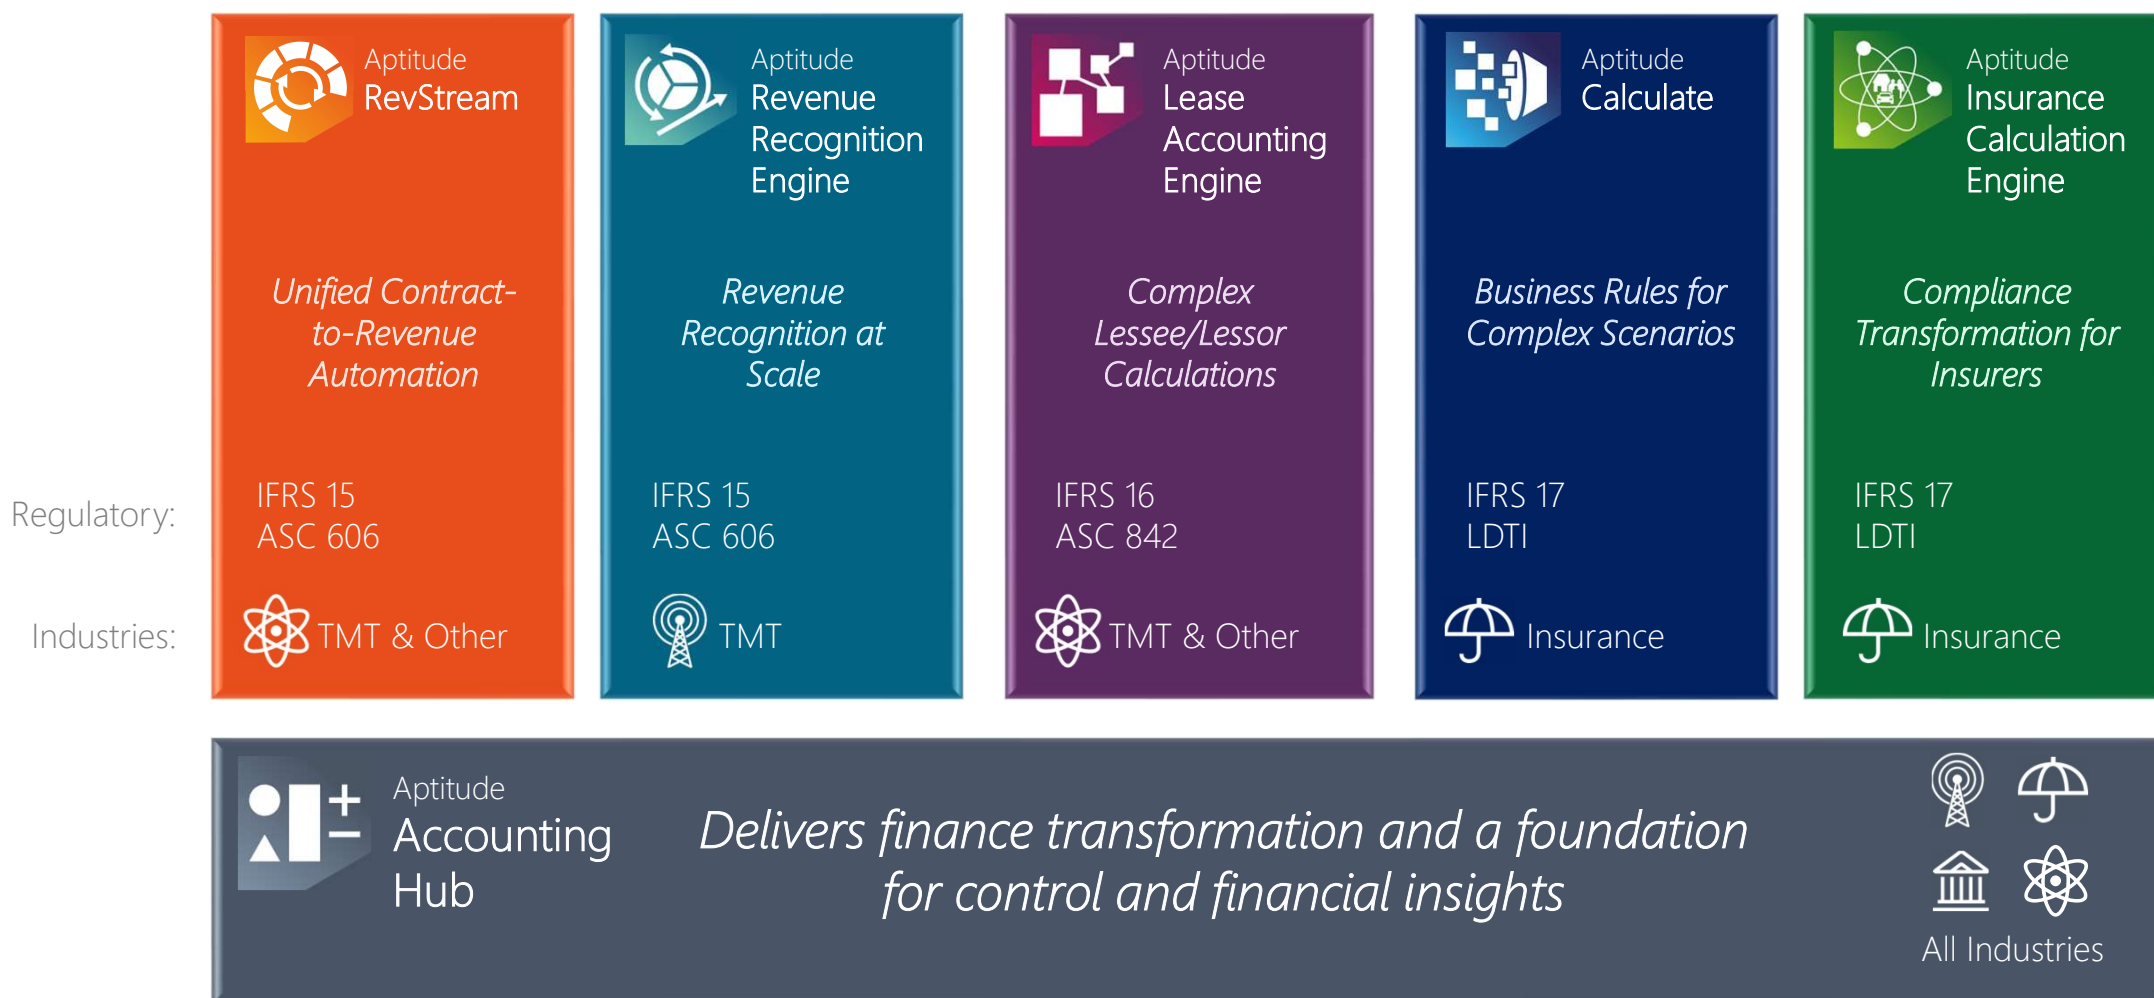 Aptitude
RevStream
Unified Contract-
to-Revenue
Automation
IFRS 15
ASC 606
TMT & Other
Aptitude
Revenue
Recognition
Engine
Revenue
Recognition at
Scale
IFRS 15
ASC 606
TMT
Aptitude
Lease
Accounting
Engine
Complex
Lessee/Lessor
Calculations
IFRS 16
ASC 842
TMT & Other
Aptitude
Calculate
Business Rules for
Complex Scenarios
IFRS 17
LDTI
Insurance
Aptitude
Insurance
Calculation
Engine
Compliance
Transformation for
Insurers
IFRS 17
LDTI
Insurance
Regulatory:
Industries:
Aptitude
Accounting
Hub
Delivers finance transformation and a foundation
for control and financial insights
All Industries